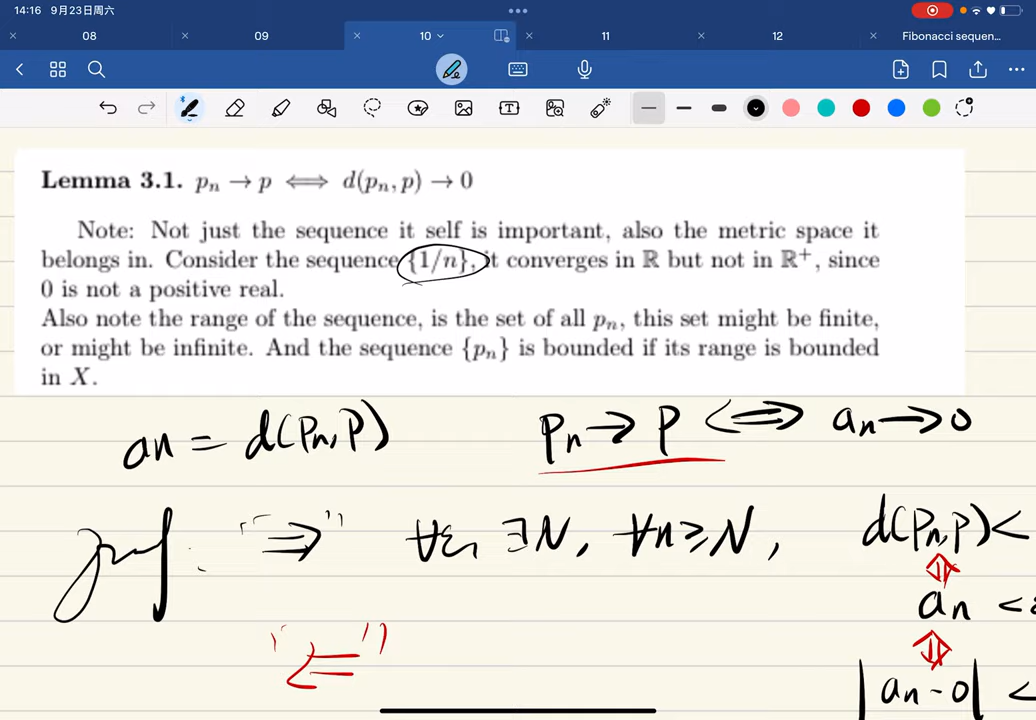 14:16 9月23日周六
08 09 10 11 12 Fibonacci sequen...
Lemma 3.1. pₙ → p ⟺ d(pₙ, p) → 0
Note: Not just the sequence it self is important, also the metric space it
belongs in. Consider the sequence {1/n}, it converges in ℝ but not in ℝ⁺, since
0 is not a positive real.
Also note the range of the sequence, is the set of all pₙ, this set might be finite,
or might be infinite. And the sequence {pₙ} is bounded if its range is bounded
in X.
aₙ = d(pₙ, p) pₙ → p ⟺ aₙ → 0
proof: "⇒" ∀ε, ∃N, ∀n ≥ N, d(pₙ, p) <
⇕
aₙ < ε
⇕
"⇐"
|aₙ - 0| <